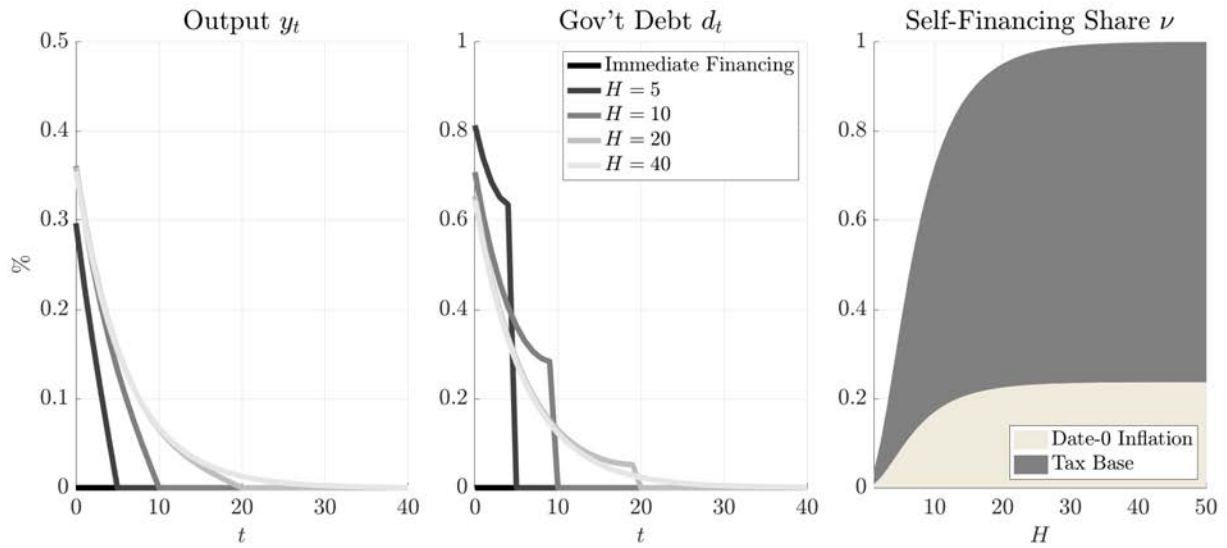 Output y_t
Gov't Debt d_t
Self-Financing Share ν
%
0.5
0.4
0.3
0.2
0.1
0
0
10
20
30
40
t
1
0.8
0.6
0.4
0.2
0
0
10
20
30
40
t
Immediate Financing
H = 5
H = 10
H = 20
H = 40
1
0.8
0.6
0.4
0.2
0
10
20
30
40
50
H
Date-0 Inflation
Tax Base